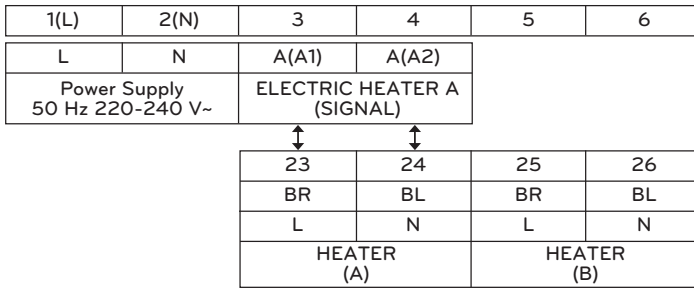 1(L) 2(N) 3 4 5 6
L N A(A1) A(A2)
Power Supply ELECTRIC HEATER A
50 Hz 220-240 V~ (SIGNAL)
23 24 25 26
BR BL BR BL
L N L N
HEATER HEATER
(A) (B)